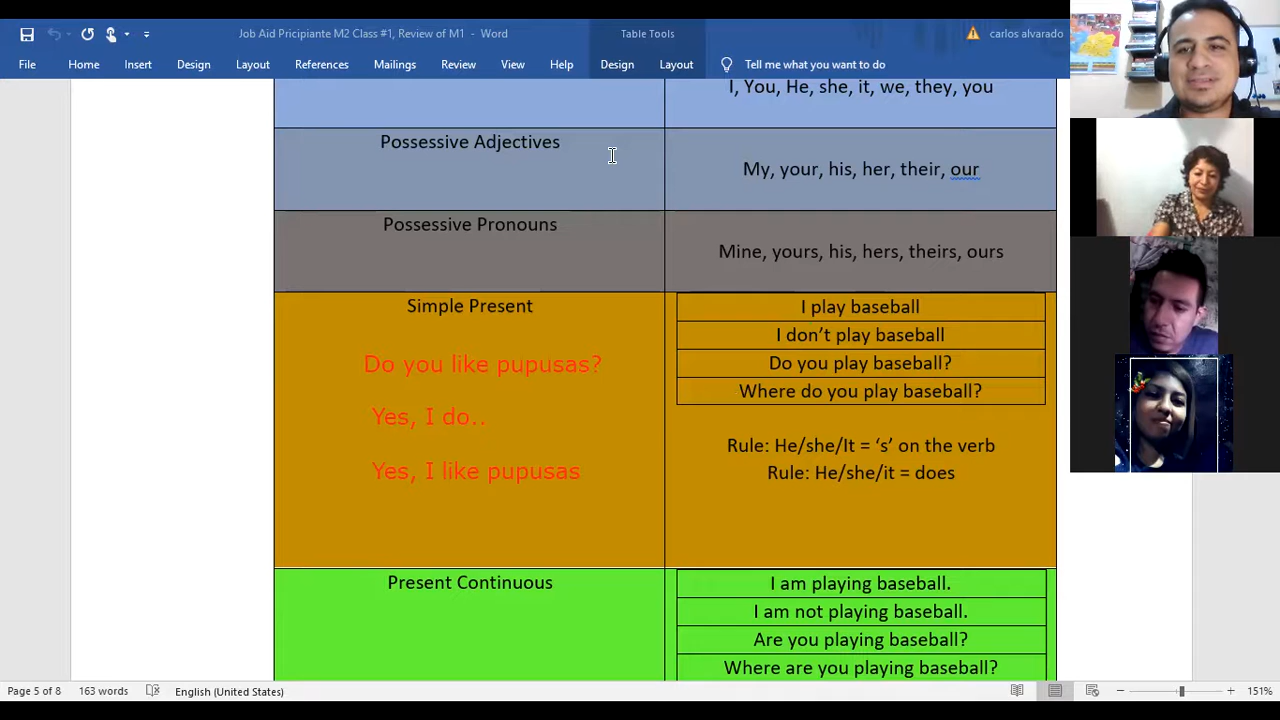 Job Aid Pricipiante M2 Class #1, Review of M1 - Word
Table Tools
carlos alvarado
File Home Insert Design Layout References Mailings Review View Help Design Layout Tell me what you want to do
I, You, He, she, it, we, they, you
Possessive Adjectives
My, your, his, her, their, our
Possessive Pronouns
Mine, yours, his, hers, theirs, ours
Simple Present
Do you like pupusas?
Yes, I do..
Yes, I like pupusas
I play baseball
I don’t play baseball
Do you play baseball?
Where do you play baseball?
Rule: He/she/It = ‘s’ on the verb
Rule: He/she/it = does
Present Continuous
I am playing baseball.
I am not playing baseball.
Are you playing baseball?
Where are you playing baseball?
Page 5 of 8 163 words English (United States) 151%